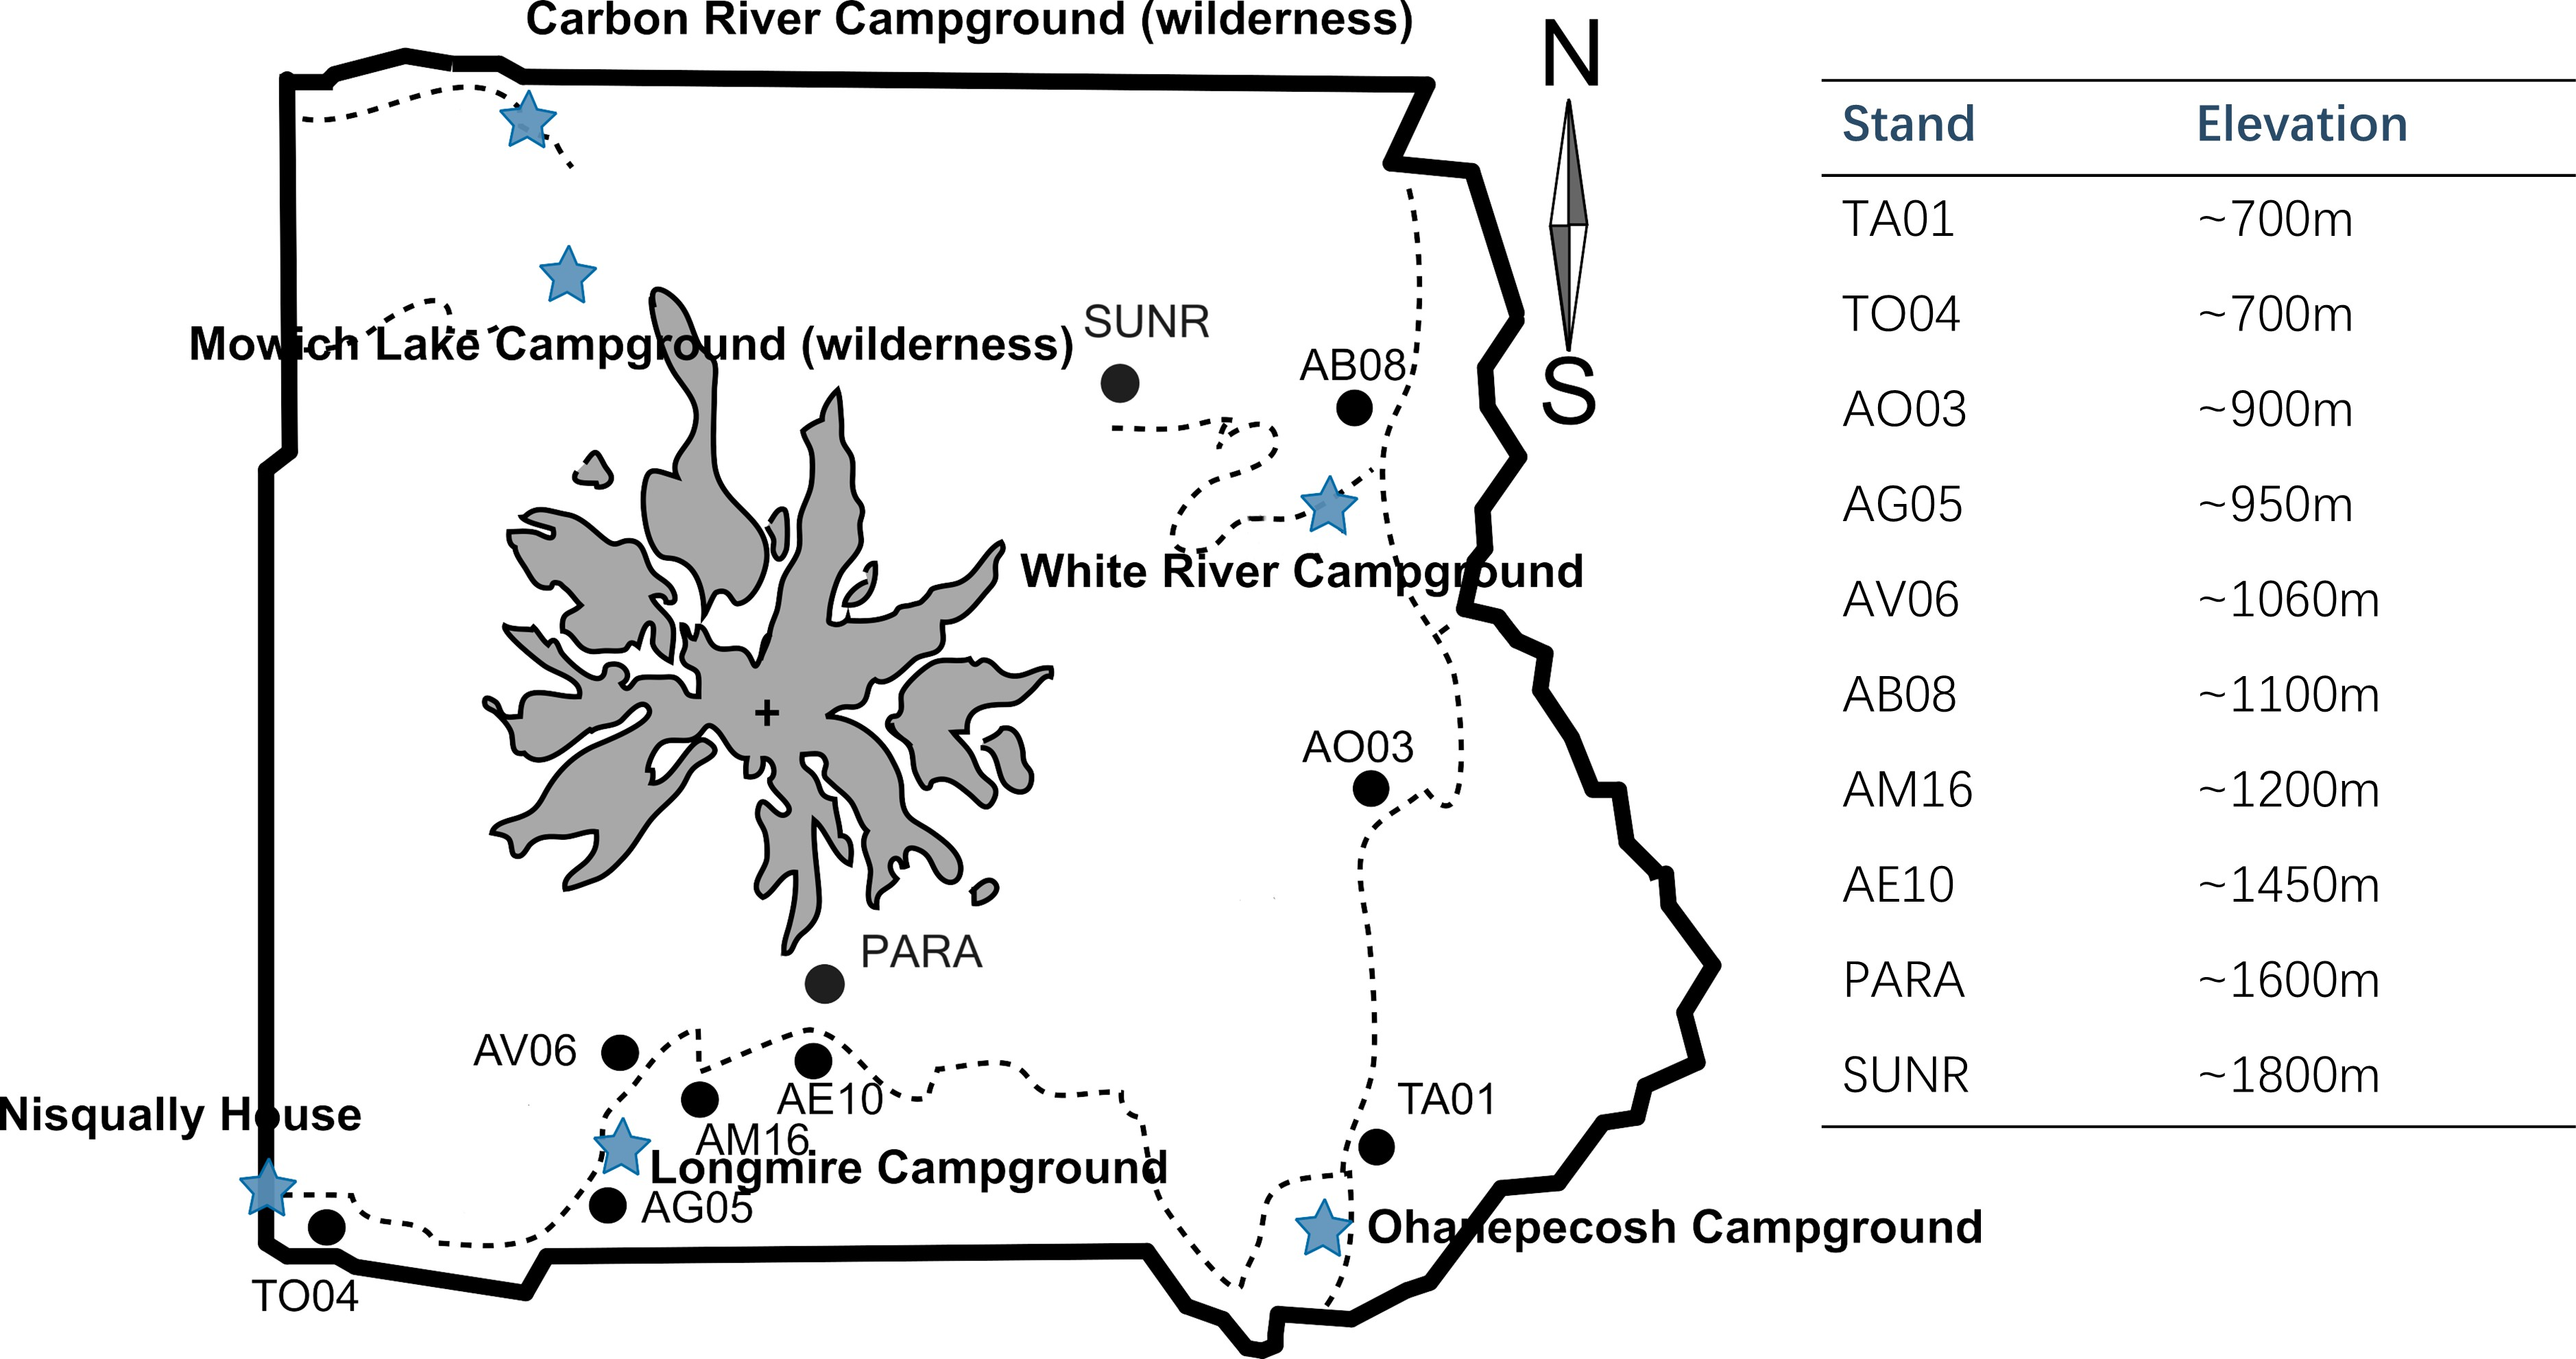 Carbon River Campground (wilderness)
N
S
SUNR
AB08
Mowich Lake Campground (wilderness)
White River Campground
+
AO03
PARA
AV06
AE10
TA01
Nisqually House
AM16
Longmire Campground
AG05
Ohanepecosh Campground
TO04
Stand Elevation
TA01 ~700m
TO04 ~700m
AO03 ~900m
AG05 ~950m
AV06 ~1060m
AB08 ~1100m
AM16 ~1200m
AE10 ~1450m
PARA ~1600m
SUNR ~1800m